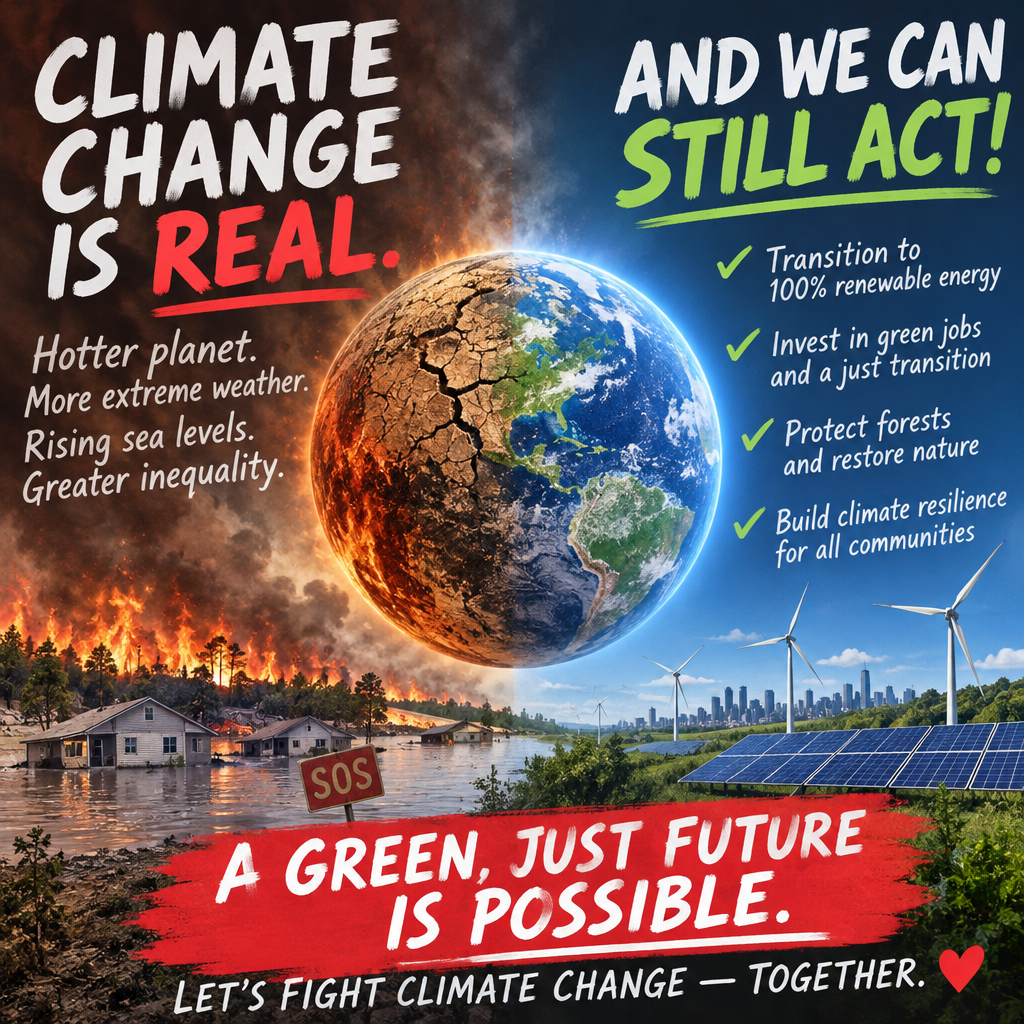 CLIMATE
CHANGE
IS REAL.
Hotter planet.
More extreme weather.
Rising sea levels.
Greater inequality.
AND WE CAN
STILL ACT!
Transition to
100% renewable energy
Invest in green jobs
and a just transition
Protect forests
and restore nature
Build climate resilience
for all communities
SOS
A GREEN, JUST FUTURE
IS POSSIBLE.
LET'S FIGHT CLIMATE CHANGE — TOGETHER.